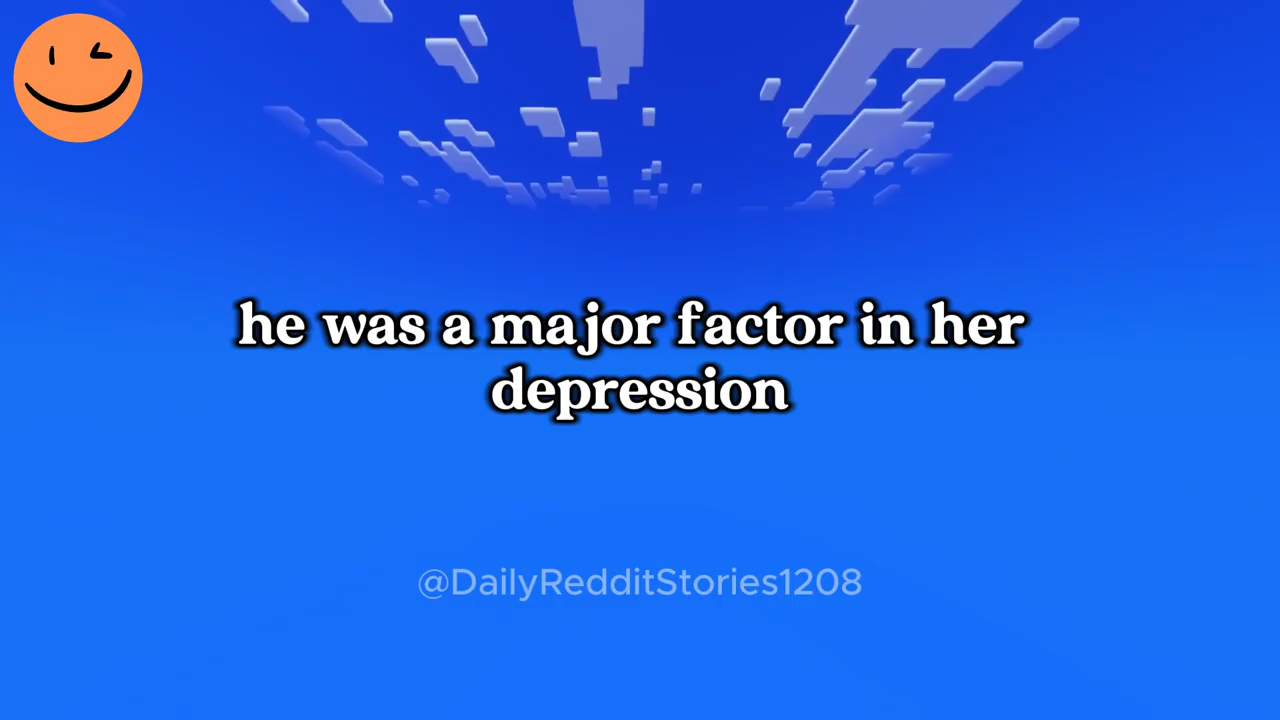 he was a major factor in her
depression
@DailyRedditStories1208